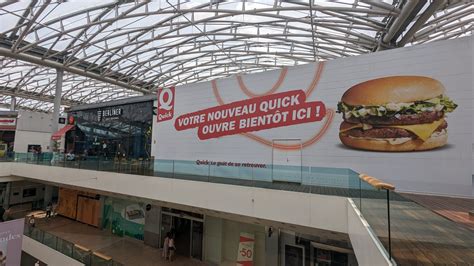 BERLINER
Quick
VOTRE NOUVEAU QUICK
OUVRE BIENTÔT ICI !
Quick, Le goût de se retrouver.
-50